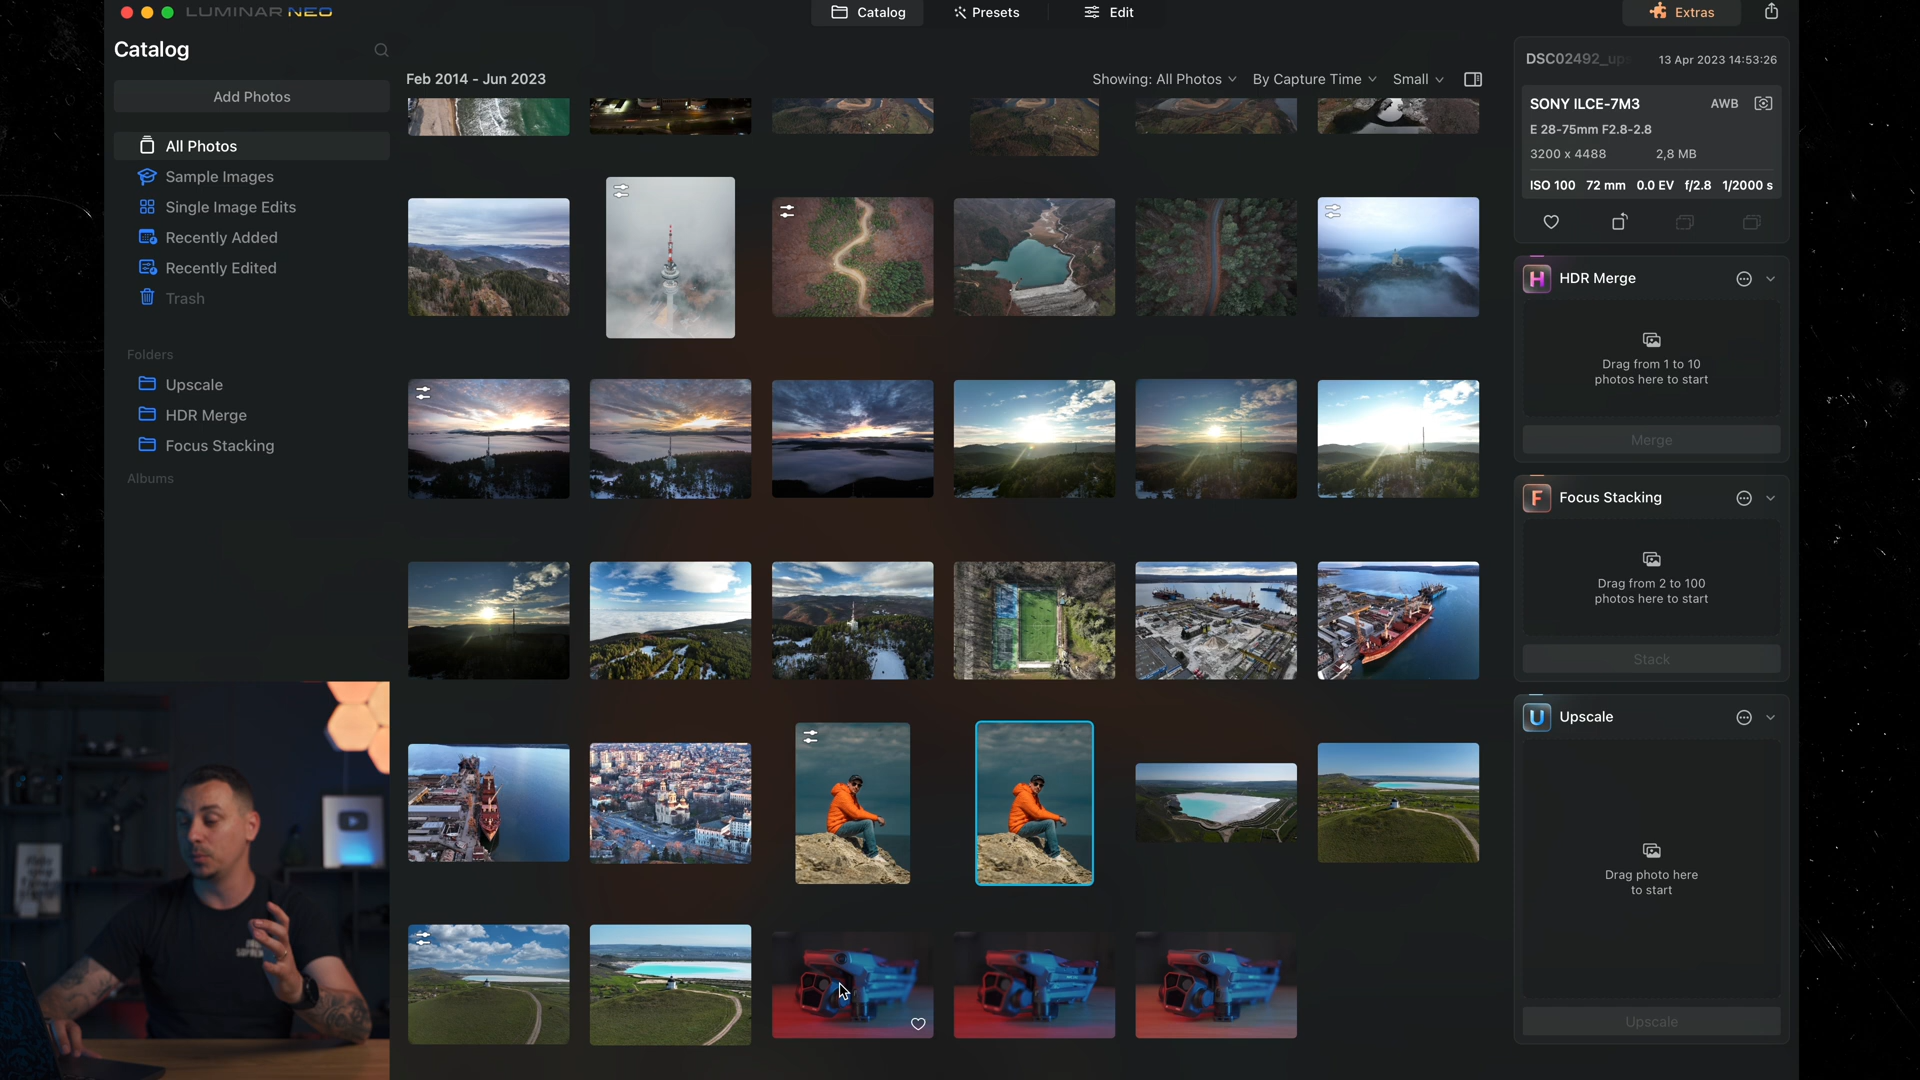 LUMINAR NEO
Catalog
Presets
Edit
Extras
Catalog
Add Photos
All Photos
Sample Images
Single Image Edits
Recently Added
Recently Edited
Trash
Folders
Upscale
HDR Merge
Focus Stacking
Albums
Feb 2014 - Jun 2023
Showing: All Photos
By Capture Time
Small
DSC02492_up
13 Apr 2023 14:53:26
SONY ILCE-7M3
AWB
E 28-75mm F2.8-2.8
3200 x 4488
2,8 MB
ISO 100 72 mm 0.0 EV f/2.8 1/2000 s
H
HDR Merge
Drag from 1 to 10
photos here to start
Merge
F
Focus Stacking
Drag from 2 to 100
photos here to start
Stack
U
Upscale
Drag photo here
to start
Upscale